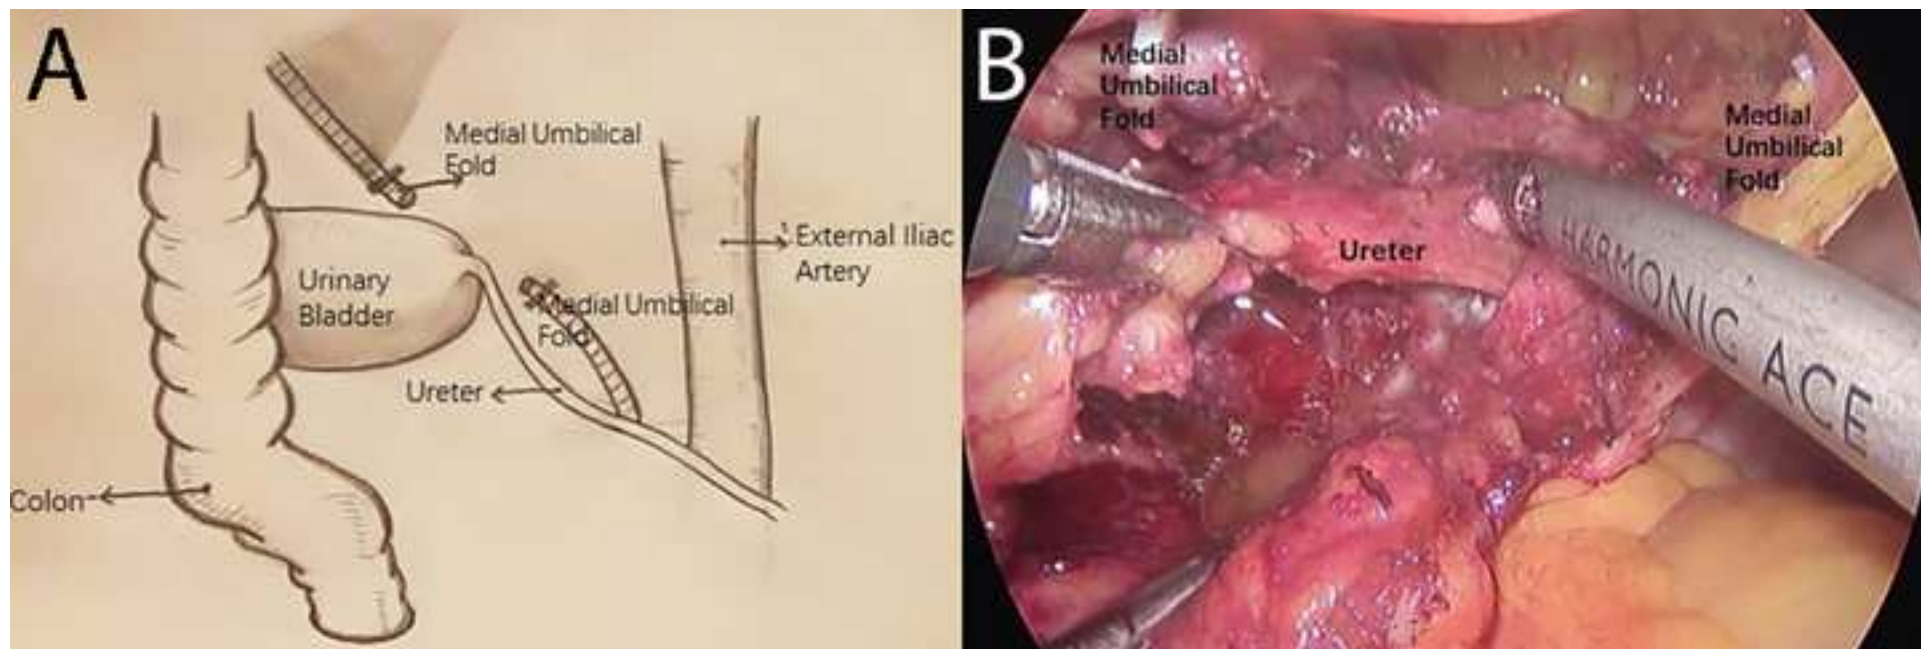 A
Medial Umbilical
Fold
Urinary
Bladder
External Iliac
Artery
Medial Umbilical
Fold
Ureter
Colon
B
Medial
Umbilical
Fold
Medial
Umbilical
Fold
Ureter
HARMONIC ACE